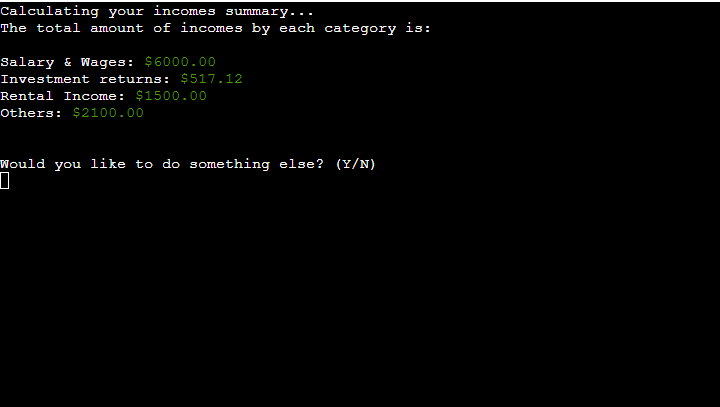 Calculating your incomes summary...
The total amount of incomes by each category is:
Salary & Wages: $6000.00
Investment returns: $517.12
Rental Income: $1500.00
Others: $2100.00
Would you like to do something else? (Y/N)